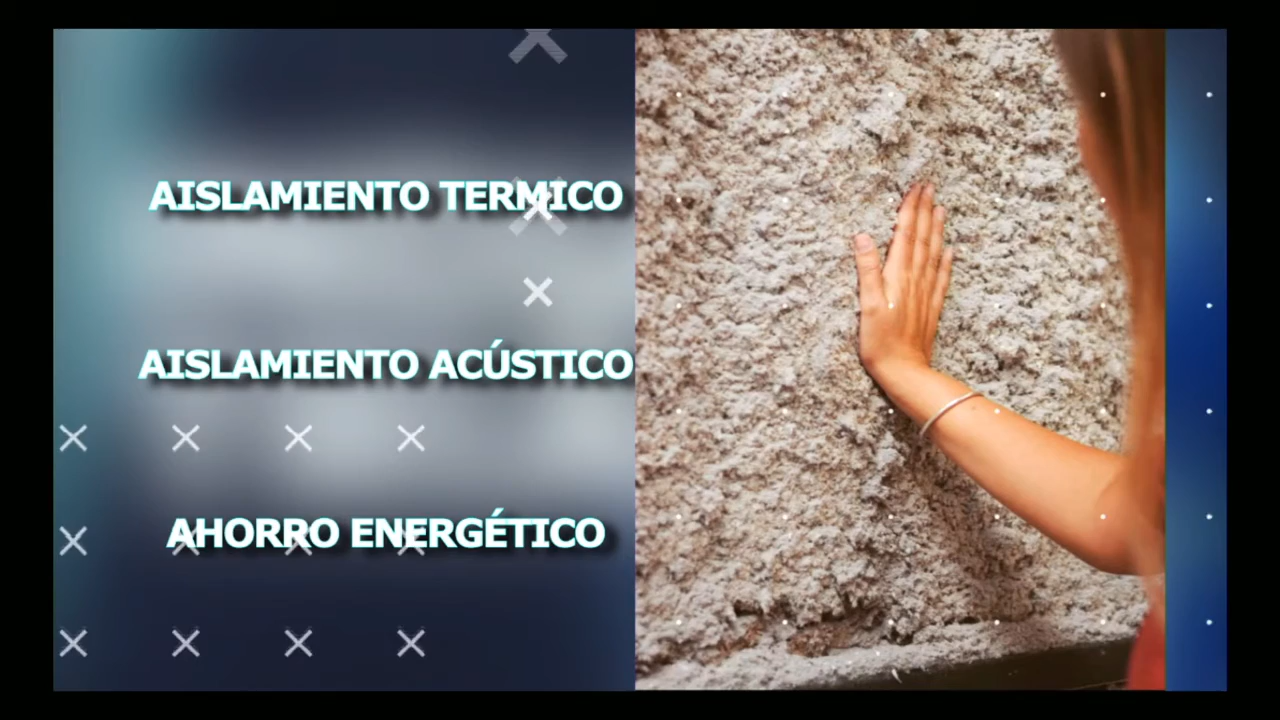 AISLAMIENTO TERMICO
AISLAMIENTO ACÚSTICO
AHORRO ENERGÉTICO